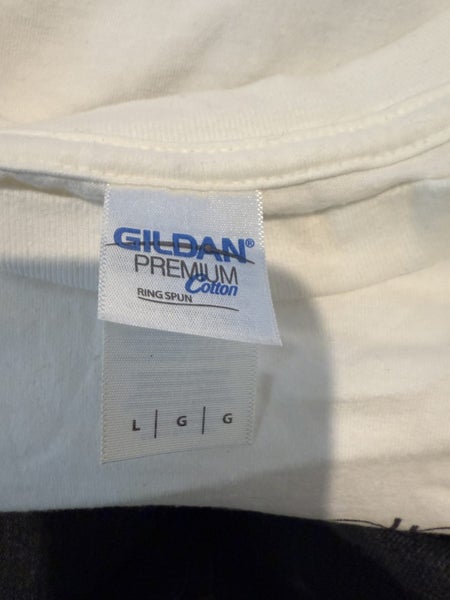 GILDAN®
PREMIUM
Cotton
RING SPUN
L | G | G